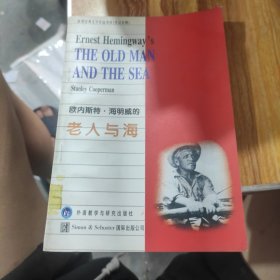 Ernest Hemingway's
THE OLD MAN
AND THE SEA
Stanley Cooperman
欧内斯特·海明威的
老人与海
外语教学与研究出版社
Simon & Schuster国际出版公司